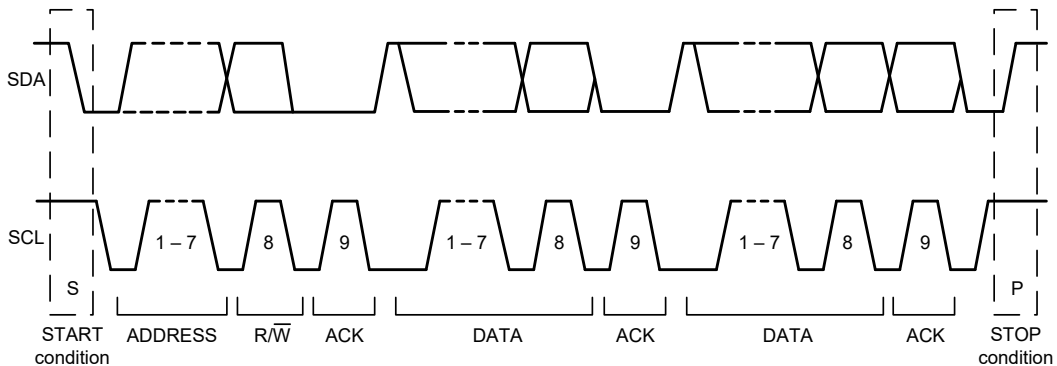 SDA
SCL
1 – 7
8
9
1 – 7
8
9
1 – 7
8
9
S
P
START
condition
ADDRESS
R/W̅
ACK
DATA
ACK
DATA
ACK
STOP
condition